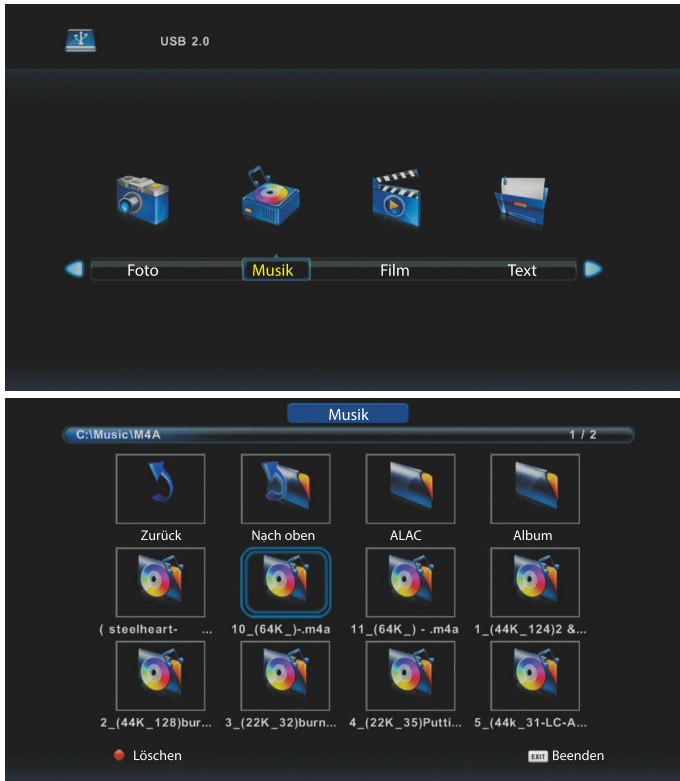 USB 2.0
Foto Musik Film Text
Musik
C:\Music\M4A 1 / 2
Zurück Nach oben ALAC Album
( steelheart- ... 10_(64K_)-.m4a 11_(64K_) - .m4a 1_(44K_124)2 &...
2_(44K_128)bur... 3_(22K_32)burn... 4_(22K_35)Putti... 5_(44k_31-LC-A...
Löschen EXIT Beenden